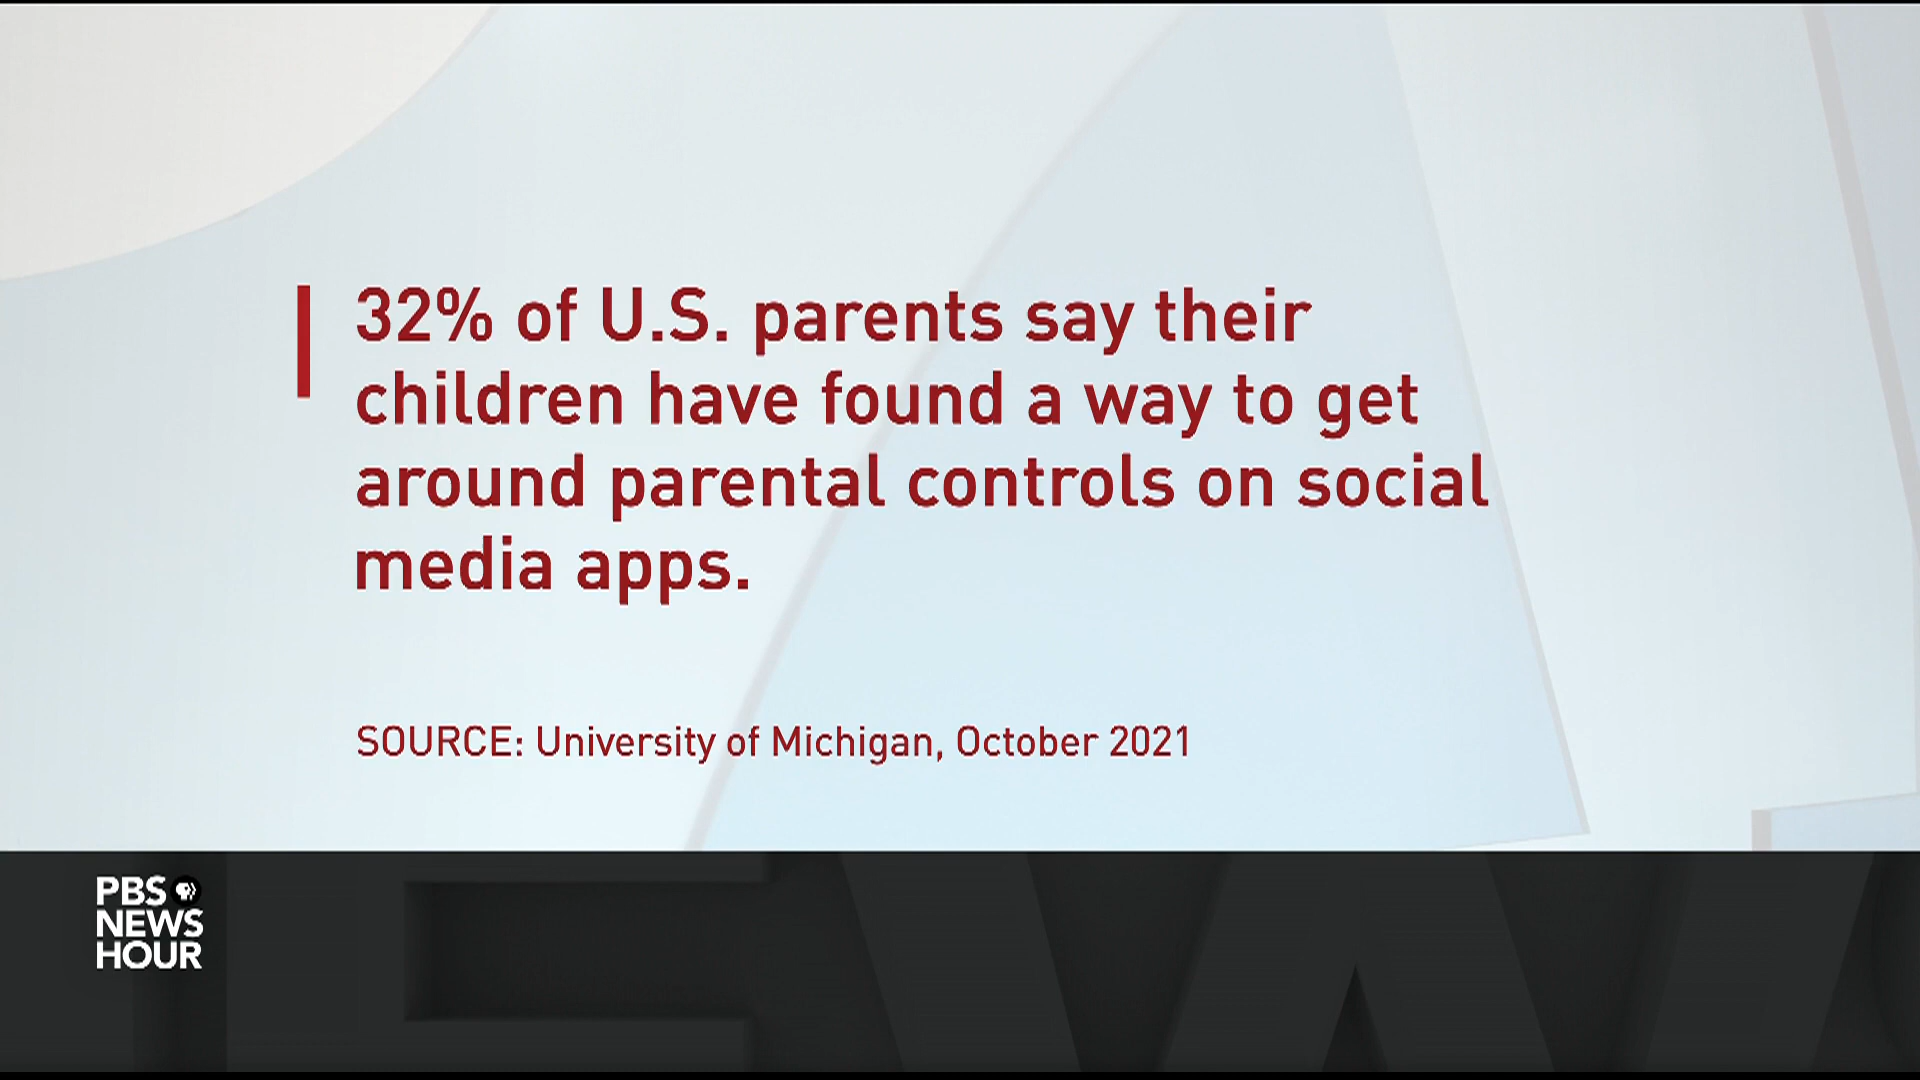 32% of U.S. parents say their
children have found a way to get
around parental controls on social
media apps.
SOURCE: University of Michigan, October 2021
PBS
NEWS
HOUR